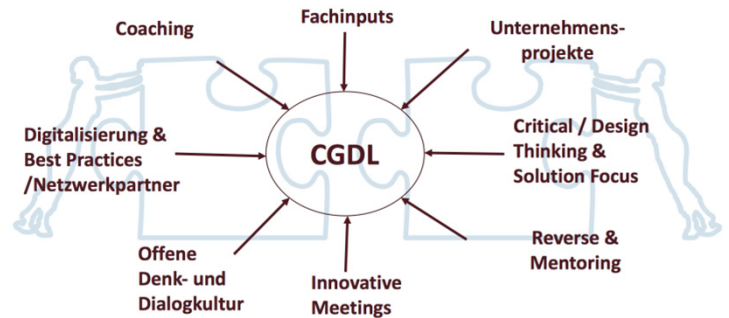 Fachinputs
Coaching
Unternehmens-
projekte
Digitalisierung &
Best Practices
/Netzwerkpartner
CGDL
Critical / Design
Thinking &
Solution Focus
Offene
Denk- und
Dialogkultur
Innovative
Meetings
Reverse &
Mentoring